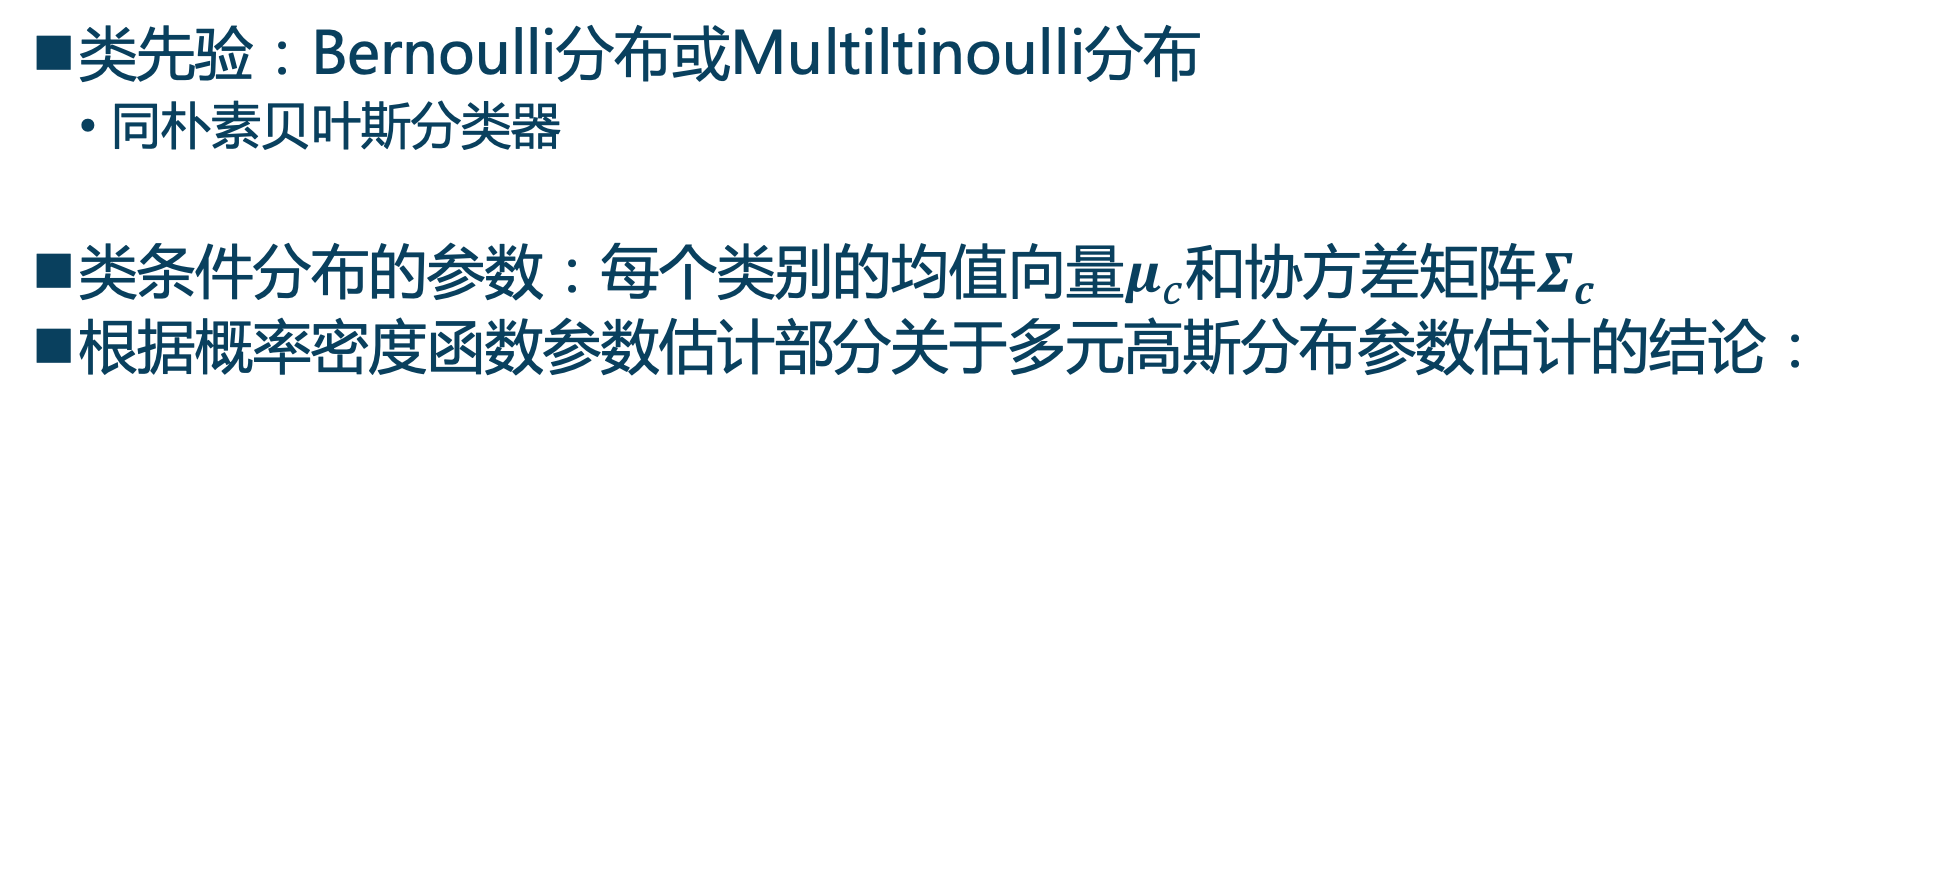 ■类先验：Bernoulli分布或Multiltinoulli分布
• 同朴素贝叶斯分类器
■类条件分布的参数：每个类别的均值向量μc和协方差矩阵Σc
■根据概率密度函数参数估计部分关于多元高斯分布参数估计的结论：